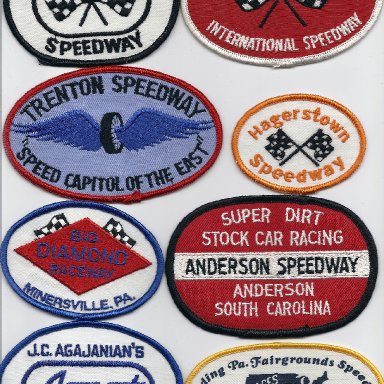 SPEEDWAY
INTERNATIONAL SPEEDWAY
TRENTON SPEEDWAY
"SPEED CAPITOL OF THE EAST"
Hagerstown
Speedway
BIG
DIAMOND
RACEWAY
MINERSVILLE, PA.
SUPER DIRT
STOCK CAR RACING
ANDERSON SPEEDWAY
ANDERSON
SOUTH CAROLINA
J.C. AGAJANIAN'S
Pa. Fairgrounds